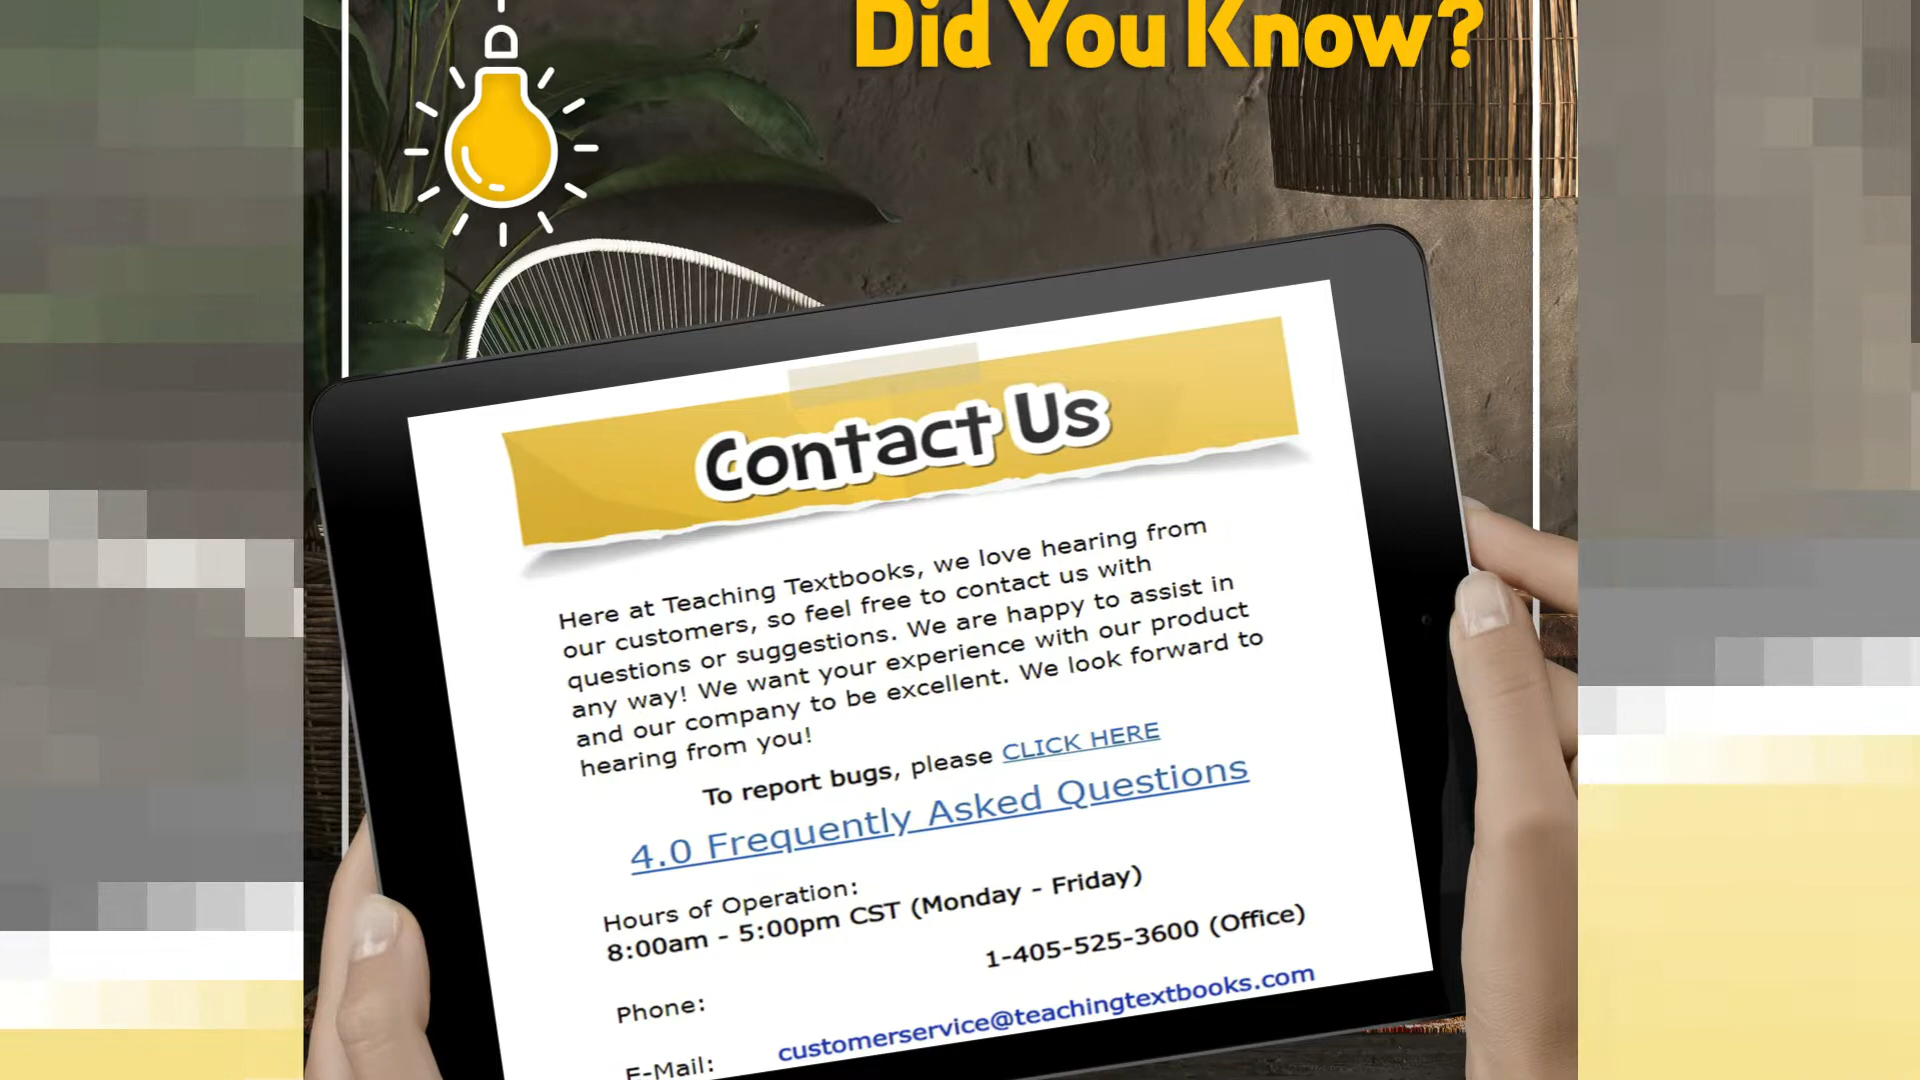 Did You Know?
Contact Us
Here at Teaching Textbooks, we love hearing from
our customers, so feel free to contact us with
questions or suggestions. We are happy to assist in
any way! We want your experience with our product
and our company to be excellent. We look forward to
hearing from you!
To report bugs, please CLICK HERE
4.0 Frequently Asked Questions
Hours of Operation:
8:00am - 5:00pm CST (Monday - Friday)
Phone: 1-405-525-3600 (Office)
E-Mail: customerservice@teachingtextbooks.com